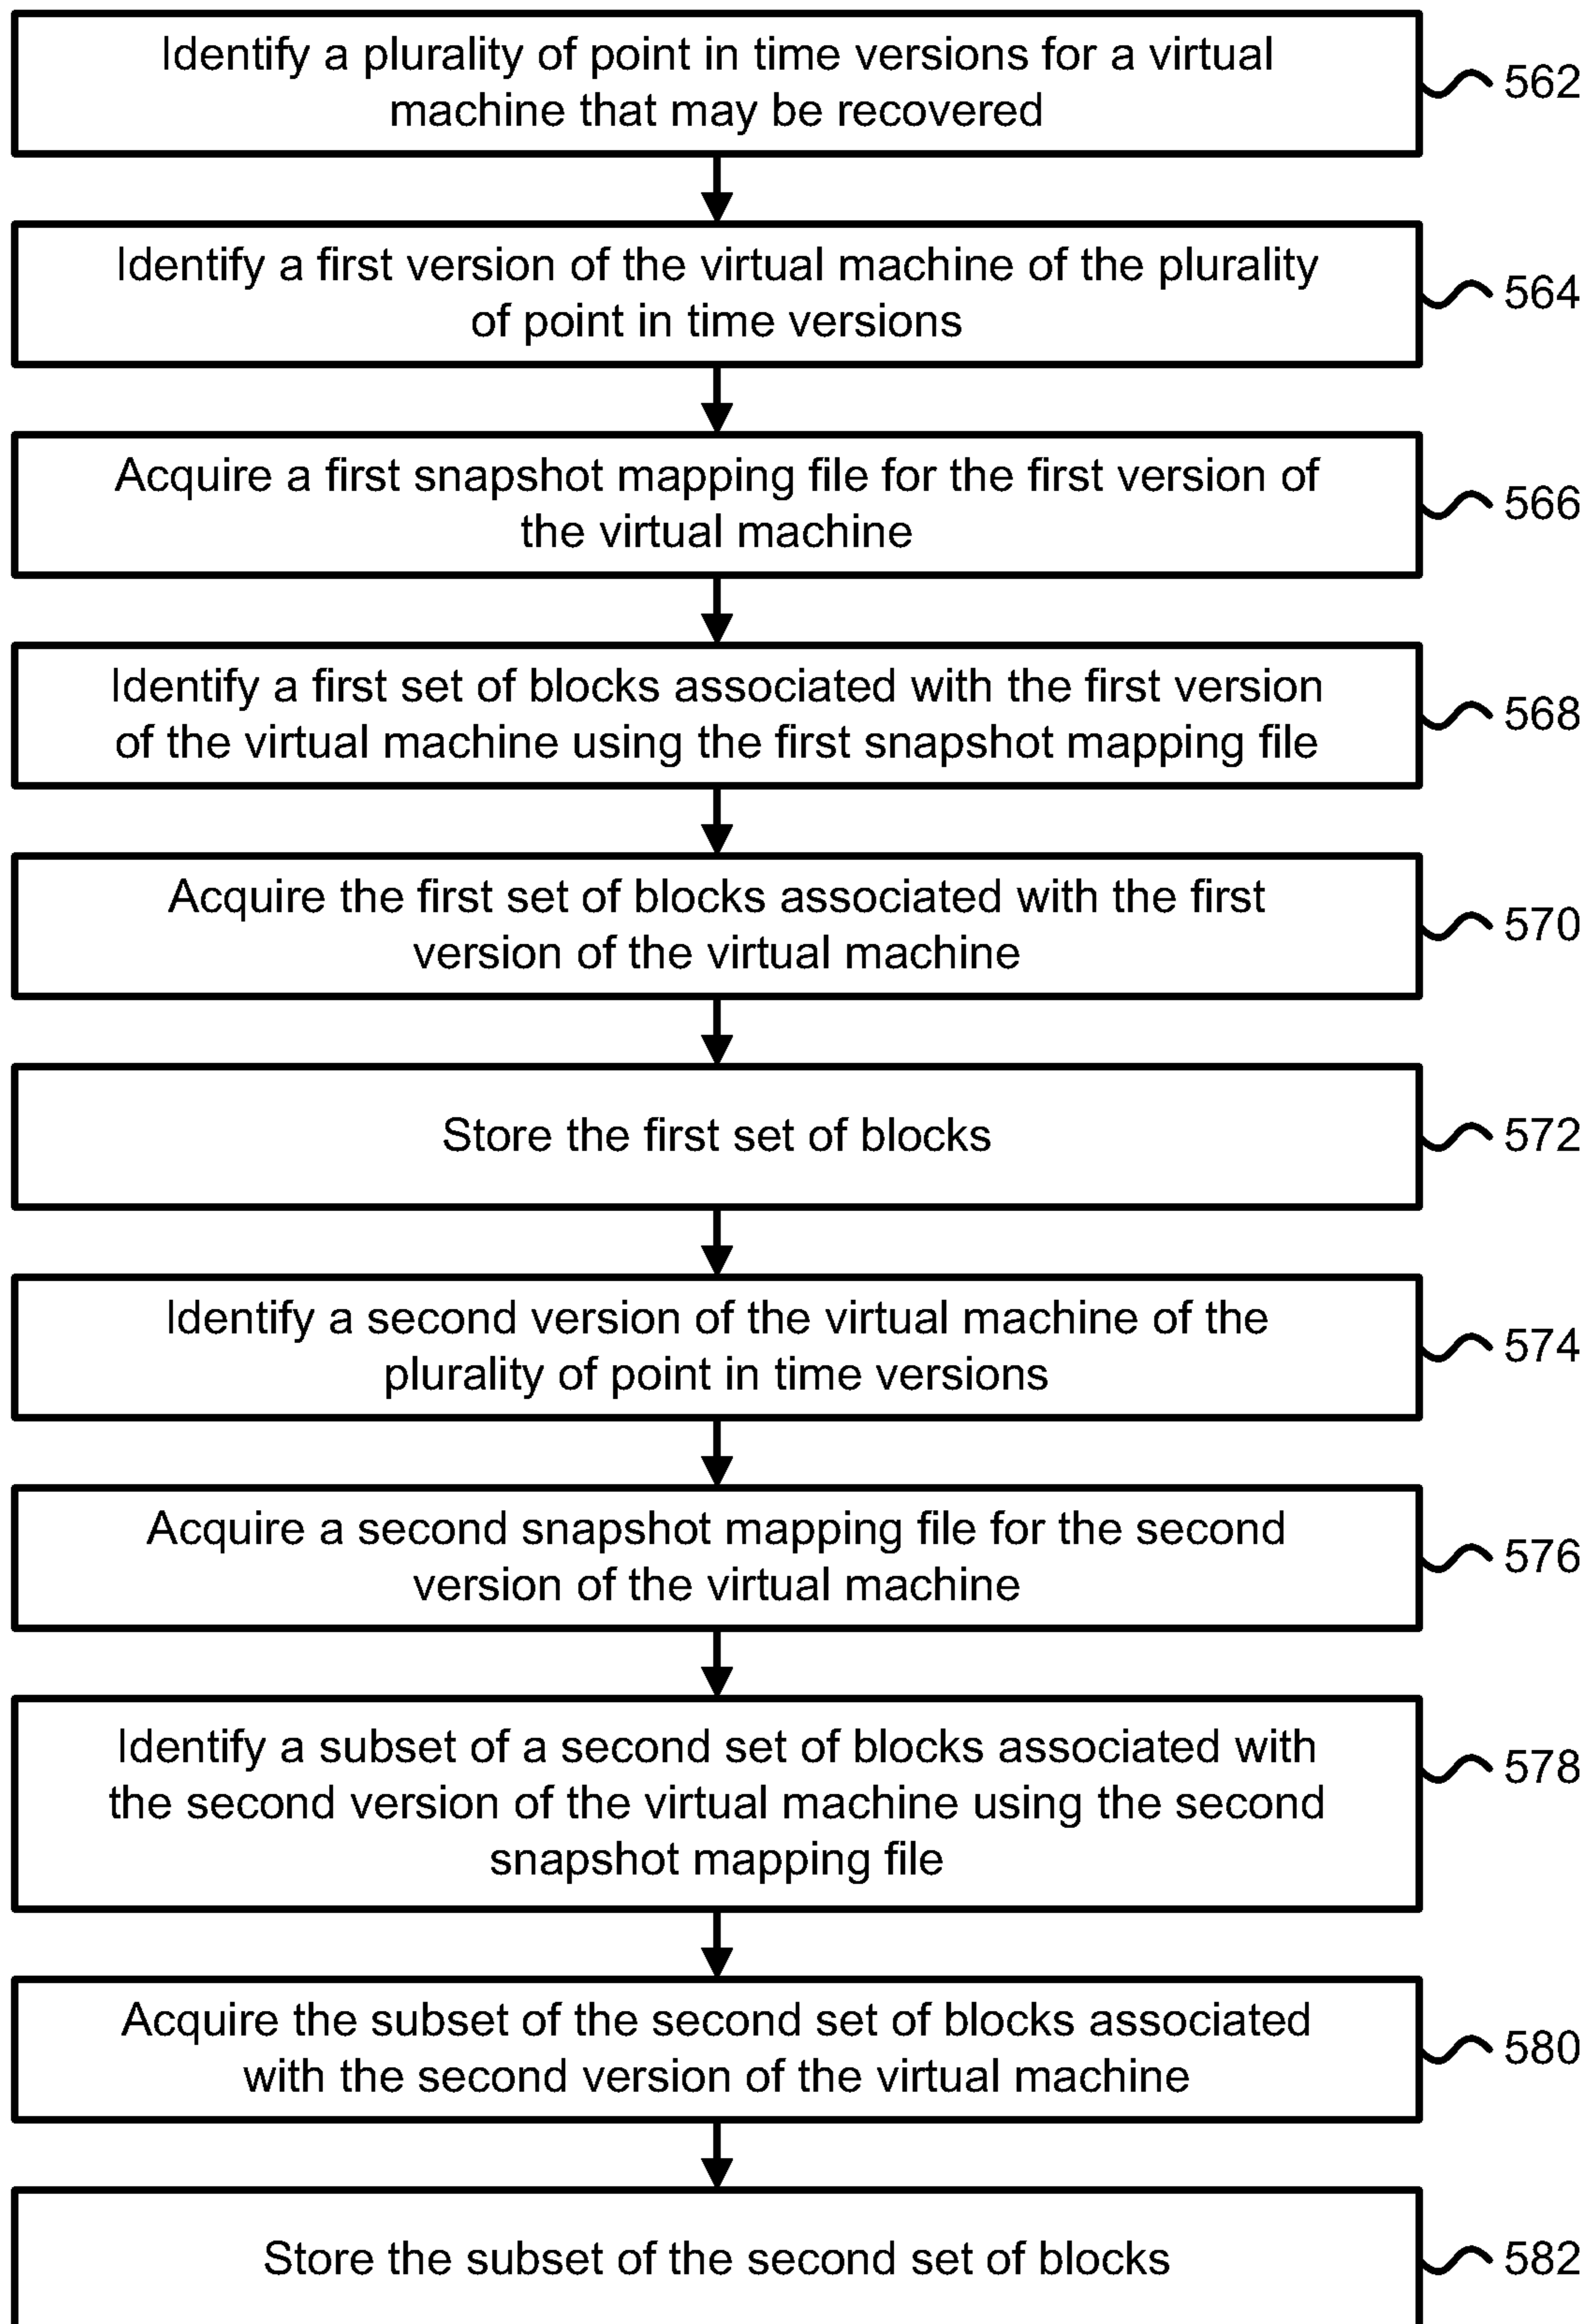 Identify a plurality of point in time versions for a virtual
machine that may be recovered
562
Identify a first version of the virtual machine of the plurality
of point in time versions
564
Acquire a first snapshot mapping file for the first version of
the virtual machine
566
Identify a first set of blocks associated with the first version
of the virtual machine using the first snapshot mapping file
568
Acquire the first set of blocks associated with the first
version of the virtual machine
570
Store the first set of blocks
572
Identify a second version of the virtual machine of the
plurality of point in time versions
574
Acquire a second snapshot mapping file for the second
version of the virtual machine
576
Identify a subset of a second set of blocks associated with
the second version of the virtual machine using the second
snapshot mapping file
578
Acquire the subset of the second set of blocks associated
with the second version of the virtual machine
580
Store the subset of the second set of blocks
582